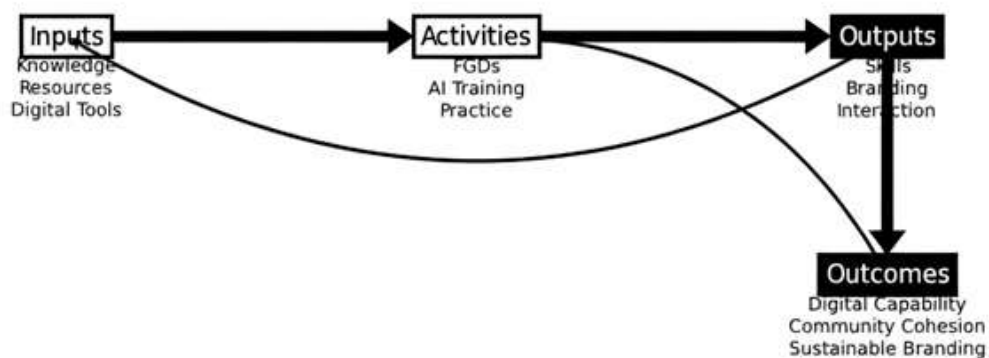 Inputs
Knowledge
Resources
Digital Tools
Activities
FGDs
AI Training
Practice
Outputs
Skills
Branding
Interaction
Outcomes
Digital Capability
Community Cohesion
Sustainable Branding